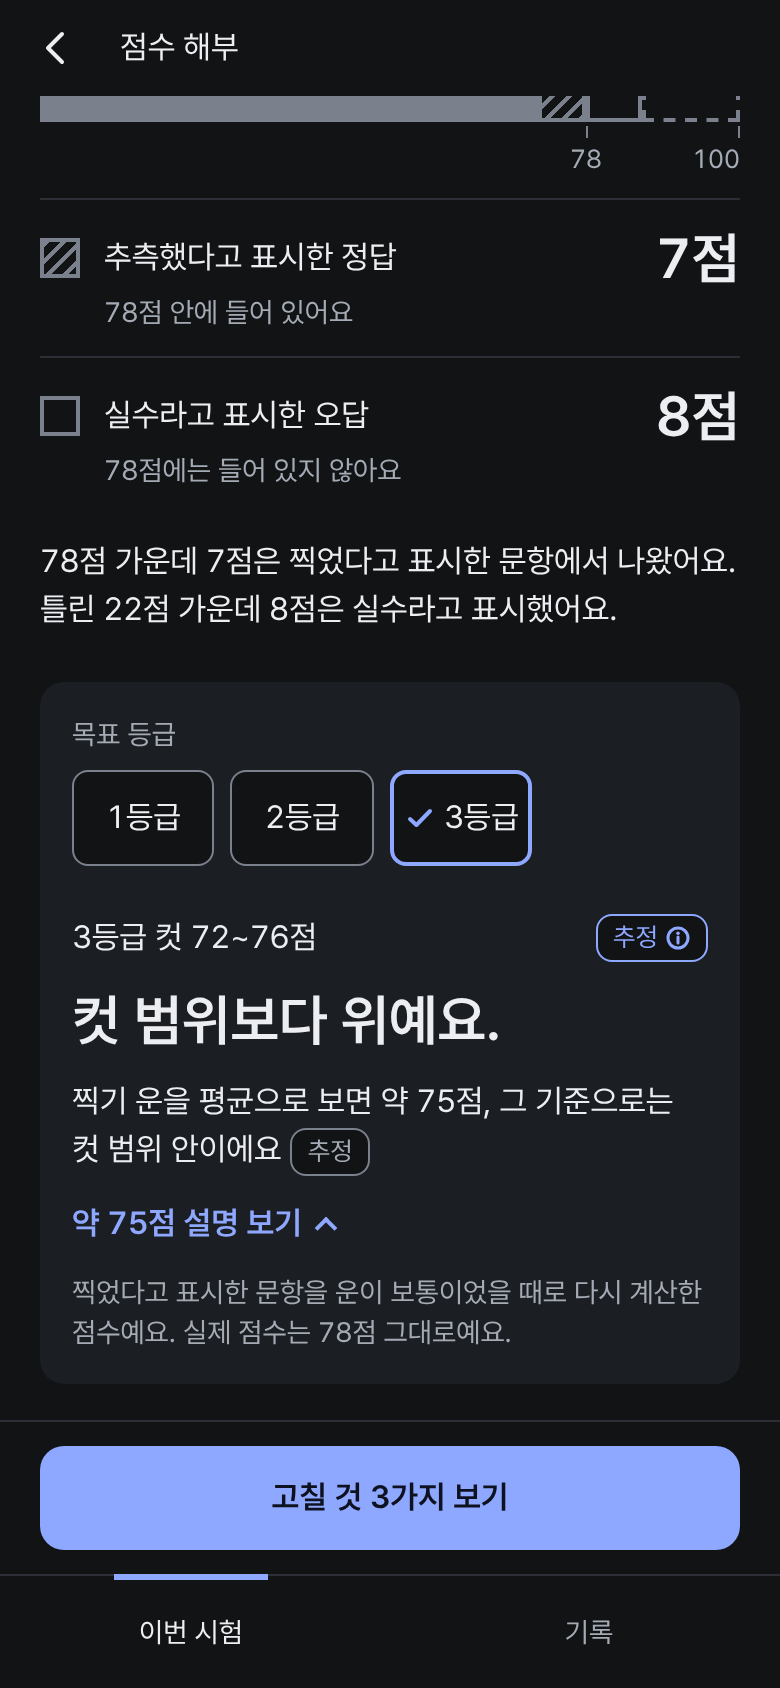 점수 해부
78
100
추측했다고 표시한 정답
7점
78점 안에 들어 있어요
실수라고 표시한 오답
8점
78점에는 들어 있지 않아요
78점 가운데 7점은 찍었다고 표시한 문항에서 나왔어요.
틀린 22점 가운데 8점은 실수라고 표시했어요.
목표 등급
1등급
2등급
3등급
3등급 컷 72~76점
추정
컷 범위보다 위예요.
찍기 운을 평균으로 보면 약 75점, 그 기준으로는
컷 범위 안이에요 추정
약 75점 설명 보기
찍었다고 표시한 문항을 운이 보통이었을 때로 다시 계산한
점수예요. 실제 점수는 78점 그대로예요.
고칠 것 3가지 보기
이번 시험
기록